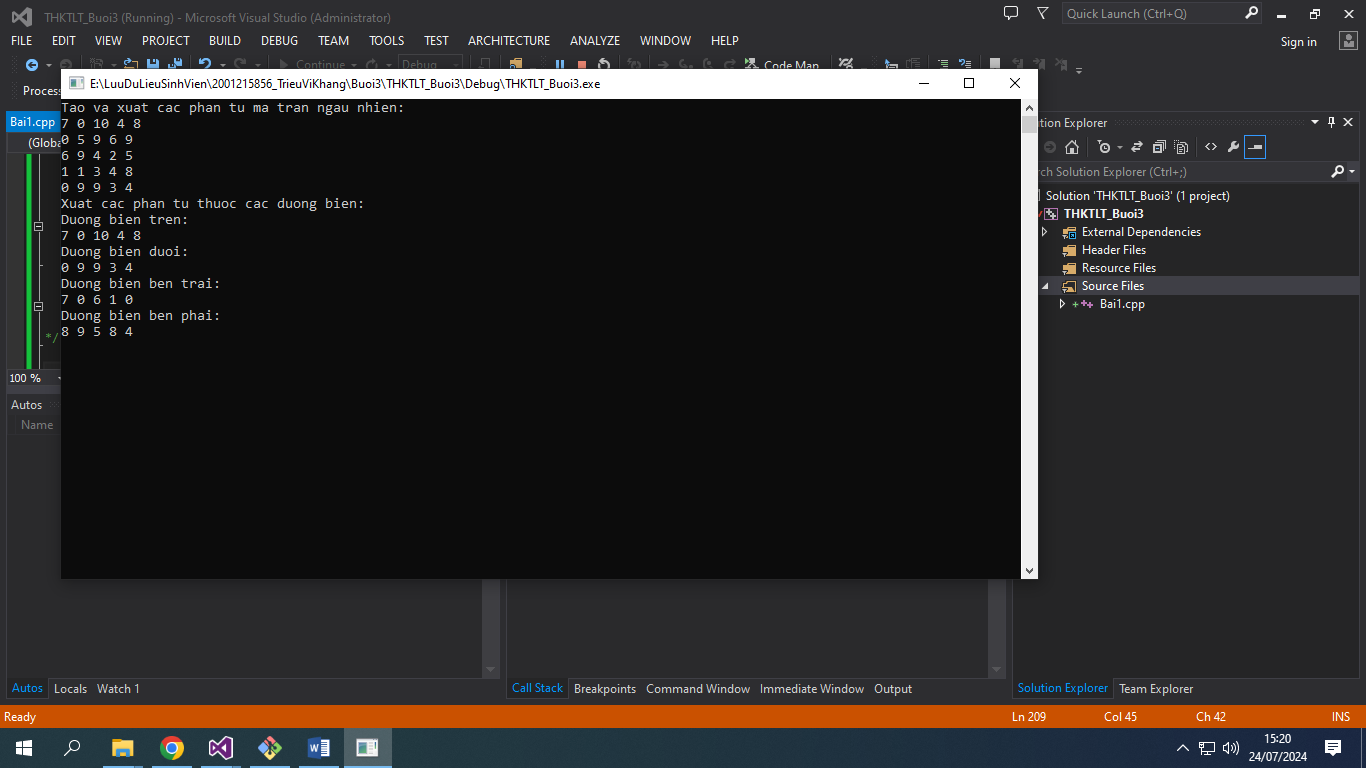 THKTLT_Buoi3 (Running) - Microsoft Visual Studio (Administrator)
Quick Launch (Ctrl+Q)
FILE EDIT VIEW PROJECT BUILD DEBUG TEAM TOOLS TEST ARCHITECTURE ANALYZE WINDOW HELP
Sign in
Continue
Debug
Code Map
E:\LuuDuLieuSinhVien\2001215856_TrieuViKhang\Buoi3\THKTLT_Buoi3\Debug\THKTLT_Buoi3.exe
Tao va xuat cac phan tu ma tran ngau nhien:
7 0 10 4 8
0 5 9 6 9
6 9 4 2 5
1 1 3 4 8
0 9 9 3 4
Xuat cac phan tu thuoc cac duong bien:
Duong bien tren:
7 0 10 4 8
Duong bien duoi:
0 9 9 3 4
Duong bien ben trai:
7 0 6 1 0
Duong bien ben phai:
8 9 5 8 4
Bai1.cpp
*/
100 %
Autos
Name
Explorer
Solution Explorer (Ctrl+;)
Solution 'THKTLT_Buoi3' (1 project)
THKTLT_Buoi3
External Dependencies
Header Files
Resource Files
Source Files
Bai1.cpp
Autos Locals Watch 1
Call Stack Breakpoints Command Window Immediate Window Output
Solution Explorer Team Explorer
Ready
Ln 209 Col 45 Ch 42 INS
15:20
24/07/2024